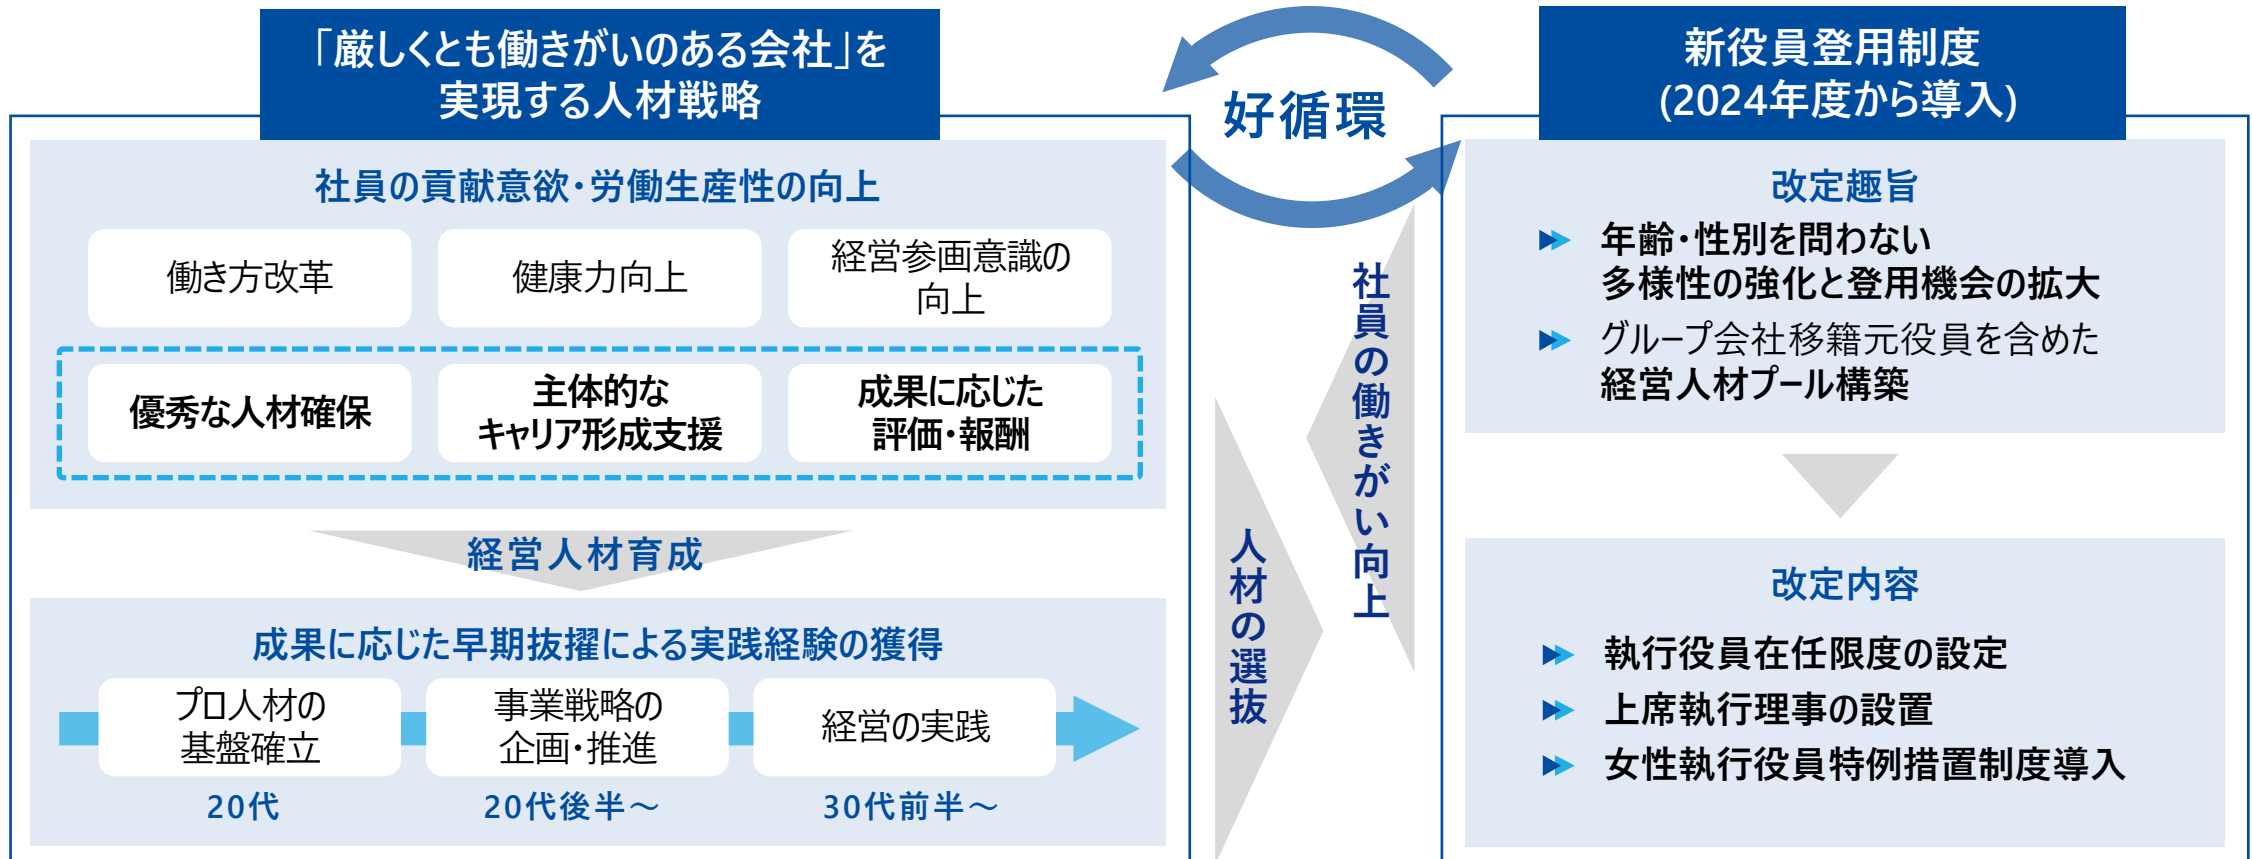 「厳しくとも働きがいのある会社」を
実現する人材戦略
社員の貢献意欲・労働生産性の向上
働き方改革
健康力向上
経営参画意識の
向上
優秀な人材確保
主体的な
キャリア形成支援
成果に応じた
評価・報酬
経営人材育成
成果に応じた早期抜擢による実践経験の獲得
プロ人材の
基盤確立
事業戦略の
企画・推進
経営の実践
20代
20代後半～
30代前半～
好循環
社員の働きがい向上
人材の選抜
新役員登用制度
(2024年度から導入)
改定趣旨
年齢・性別を問わない
多様性の強化と登用機会の拡大
グループ会社移籍元役員を含めた
経営人材プール構築
改定内容
執行役員在任限度の設定
上席執行理事の設置
女性執行役員特例措置制度導入